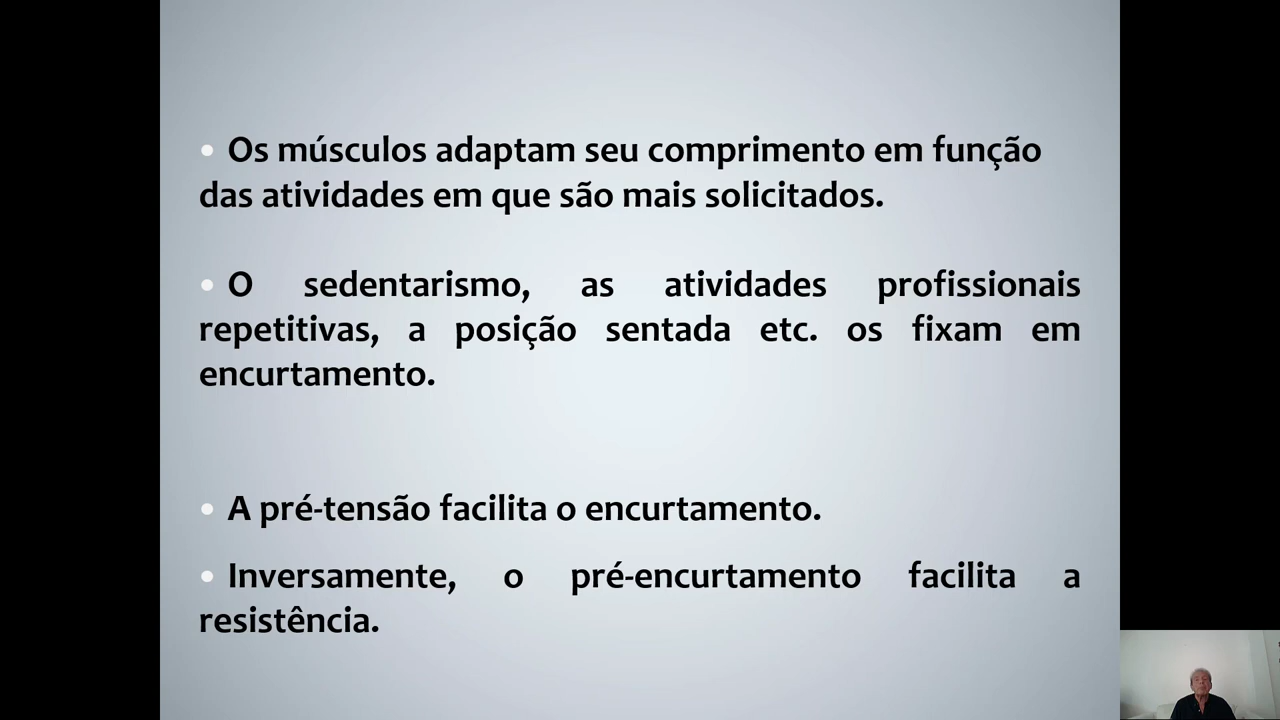 • Os músculos adaptam seu comprimento em função
das atividades em que são mais solicitados.
• O sedentarismo, as atividades profissionais
repetitivas, a posição sentada etc. os fixam em
encurtamento.
• A pré-tensão facilita o encurtamento.
• Inversamente, o pré-encurtamento facilita a
resistência.